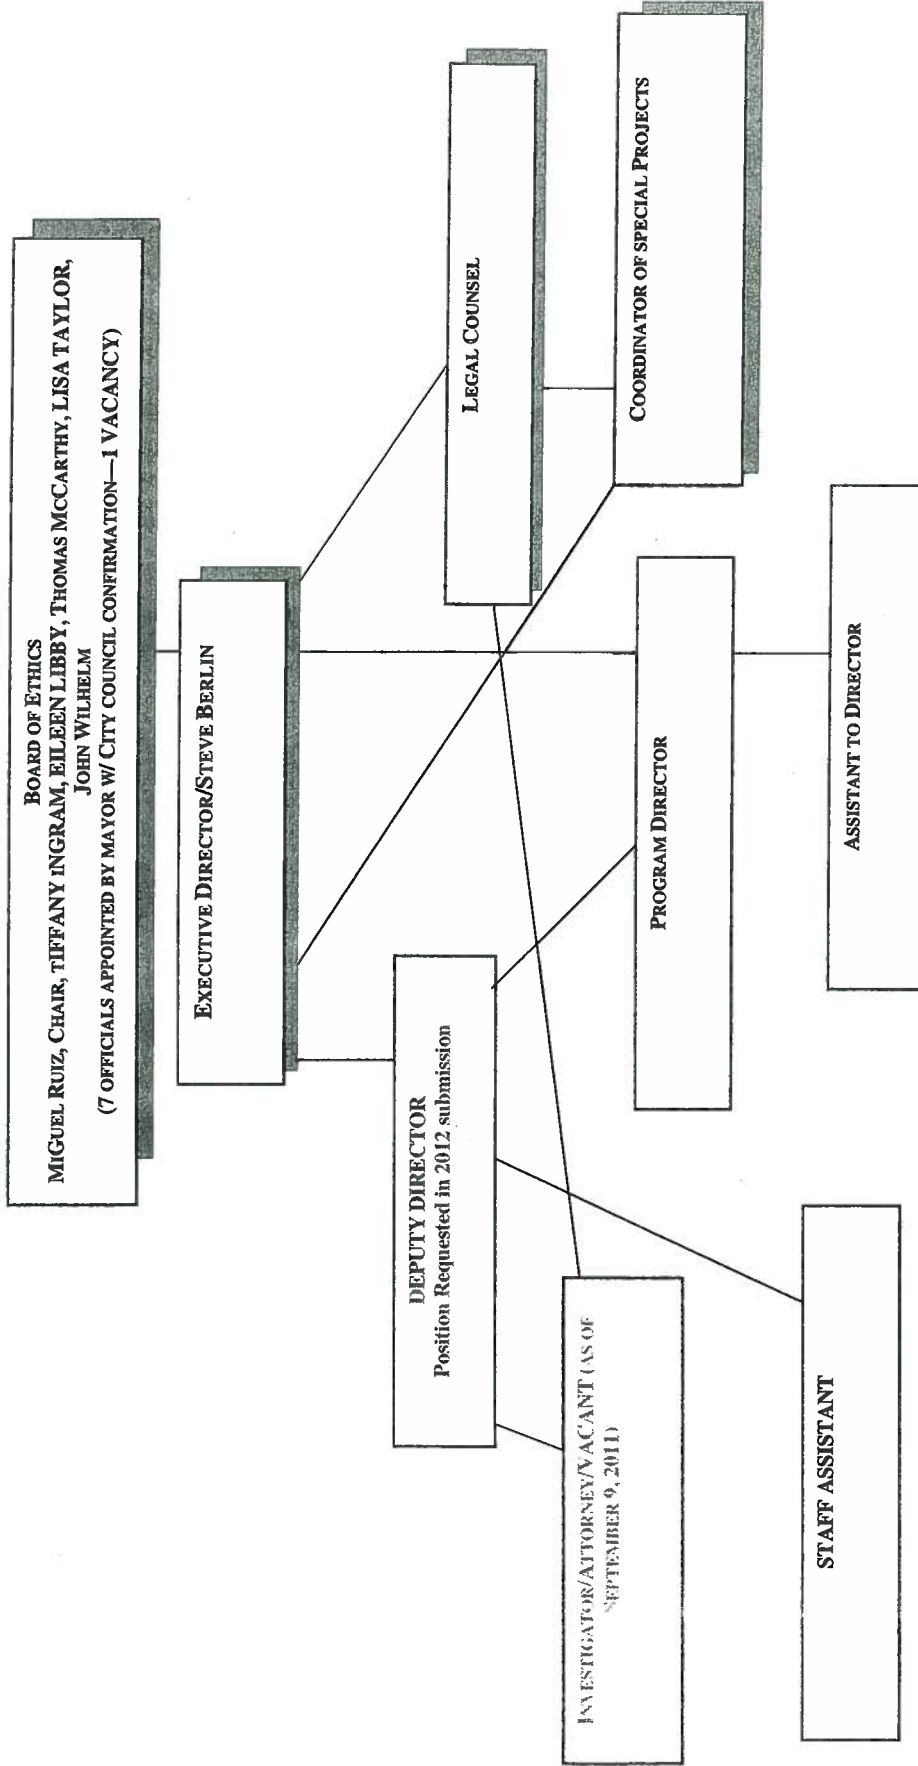 BOARD OF ETHICS
MIGUEL RUIZ, CHAIR, TIFFANY INGRAM, EILEEN LIBBY, THOMAS MCCARTHY, LISA TAYLOR,
JOHN WILHELM
(7 OFFICIALS APPOINTED BY MAYOR W/ CITY COUNCIL CONFIRMATION—1 VACANCY)
EXECUTIVE DIRECTOR/STEVE BERLIN
DEPUTY DIRECTOR
Position Requested in 2012 submission
LEGAL COUNSEL
INVESTIGATOR/ATTORNEY/VACANT (AS OF
SEPTEMBER 9, 2011)
COORDINATOR OF SPECIAL PROJECTS
PROGRAM DIRECTOR
STAFF ASSISTANT
ASSISTANT TO DIRECTOR